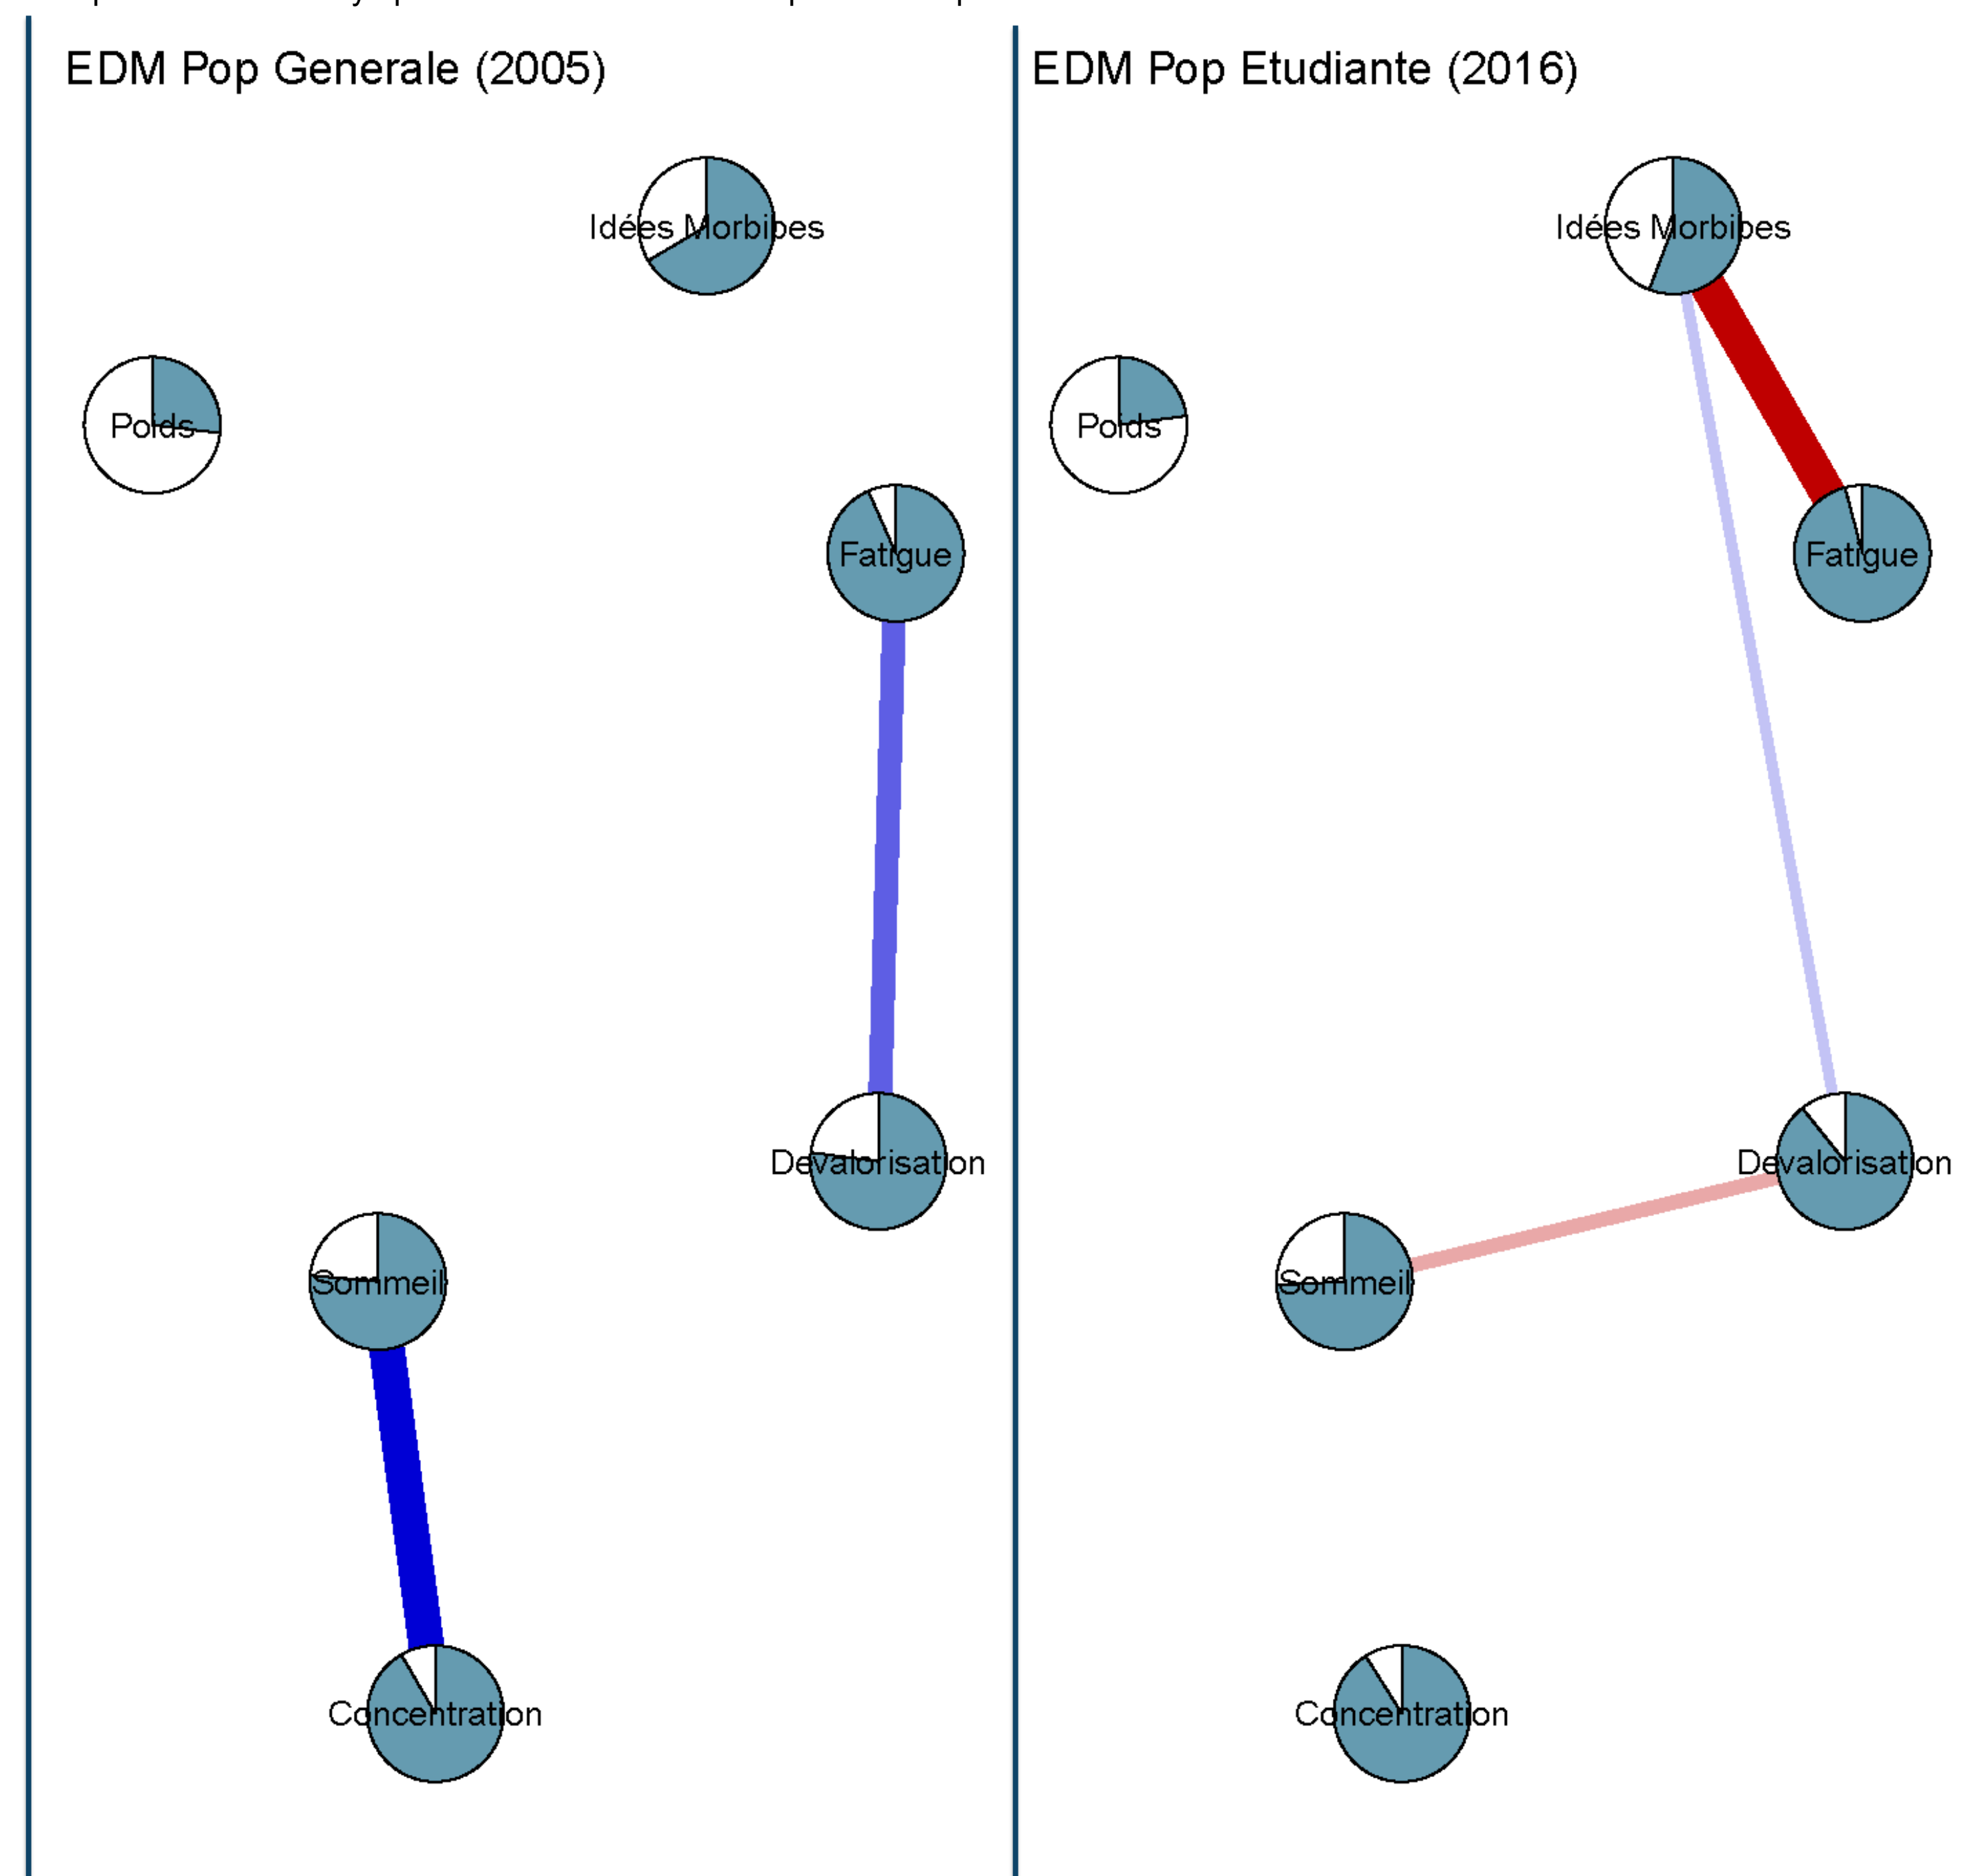 EDM Pop Generale (2005)
Idées Morbibes
Poids
Fatigue
Devalorisation
Sommeil
Concentration
EDM Pop Etudiante (2016)
Idées Morbibes
Poids
Fatigue
Devalorisation
Sommeil
Concentration